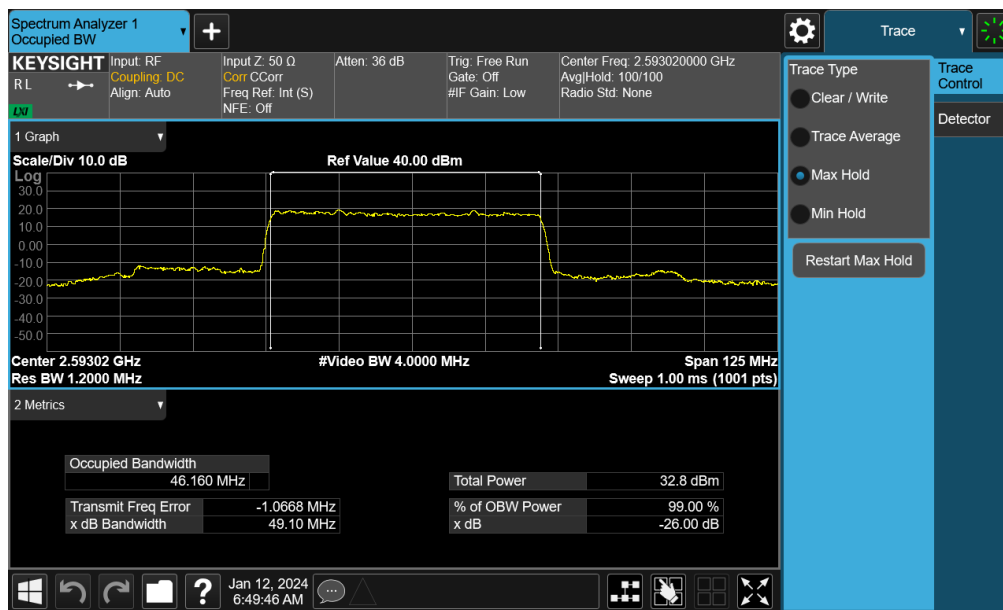 Spectrum Analyzer 1
Occupied BW
Trace
KEYSIGHT
R L
LXI
Input: RF
Coupling: DC
Align: Auto
Input Z: 50 Ω
Corr CCorr
Freq Ref: Int (S)
NFE: Off
Atten: 36 dB
Trig: Free Run
Gate: Off
#IF Gain: Low
Center Freq: 2.593020000 GHz
Avg|Hold: 100/100
Radio Std: None
Trace Type
Clear / Write
Trace Average
Max Hold
Min Hold
Restart Max Hold
Trace
Control
Detector
1 Graph
Scale/Div 10.0 dB
Ref Value 40.00 dBm
Log
30.0
20.0
10.0
0.00
-10.0
-20.0
-30.0
-40.0
-50.0
Center 2.59302 GHz
#Video BW 4.0000 MHz
Span 125 MHz
Res BW 1.2000 MHz
Sweep 1.00 ms (1001 pts)
2 Metrics
Occupied Bandwidth
46.160 MHz
Total Power 32.8 dBm
Transmit Freq Error -1.0668 MHz
% of OBW Power 99.00 %
x dB Bandwidth 49.10 MHz
x dB -26.00 dB
?
Jan 12, 2024
6:49:46 AM